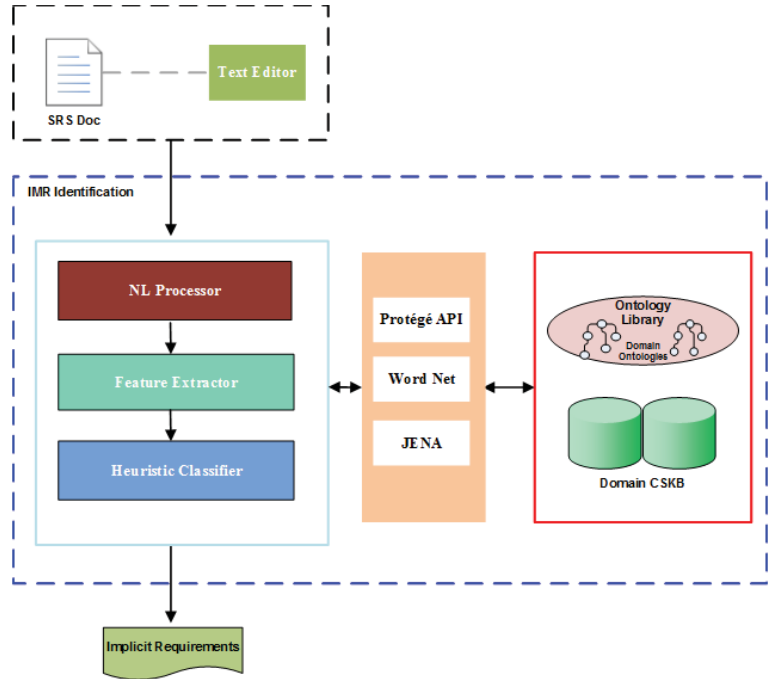 SRS Doc
Text Editor
IMR Identification
NL Processor
Feature Extractor
Heuristic Classifier
Protégé API
Word Net
JENA
Ontology
Library
Domain
Ontologies
Domain CSKB
Implicit Requirements